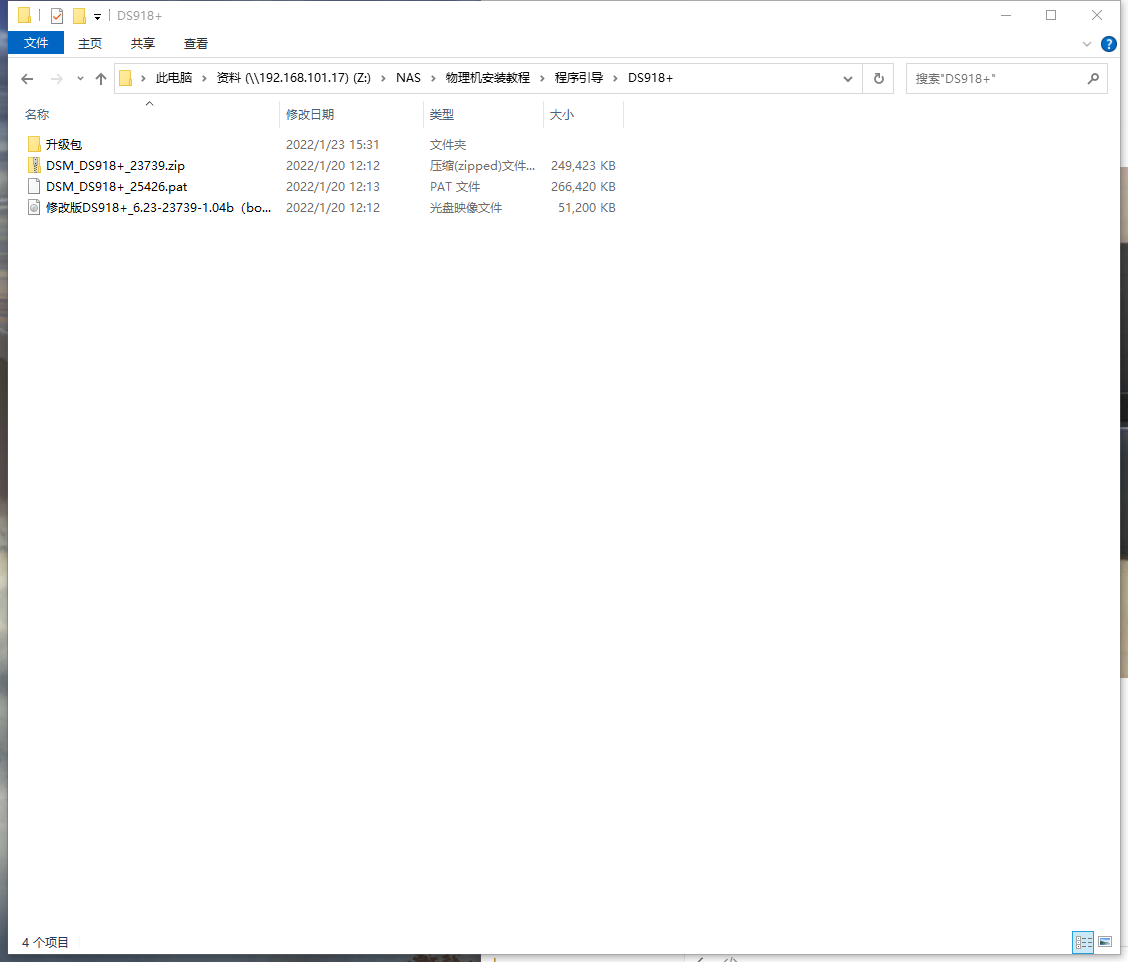 DS918+
文件 主页 共享 查看
此电脑 资料 (\\192.168.101.17) (Z:) NAS 物理机安装教程 程序引导 DS918+ 搜索"DS918+"
名称 修改日期 类型 大小
升级包 2022/1/23 15:31 文件夹
DSM_DS918+_23739.zip 2022/1/20 12:12 压缩(zipped)文件... 249,423 KB
DSM_DS918+_25426.pat 2022/1/20 12:13 PAT 文件 266,420 KB
修改版DS918+_6.23-23739-1.04b（bo... 2022/1/20 12:12 光盘映像文件 51,200 KB
4 个项目